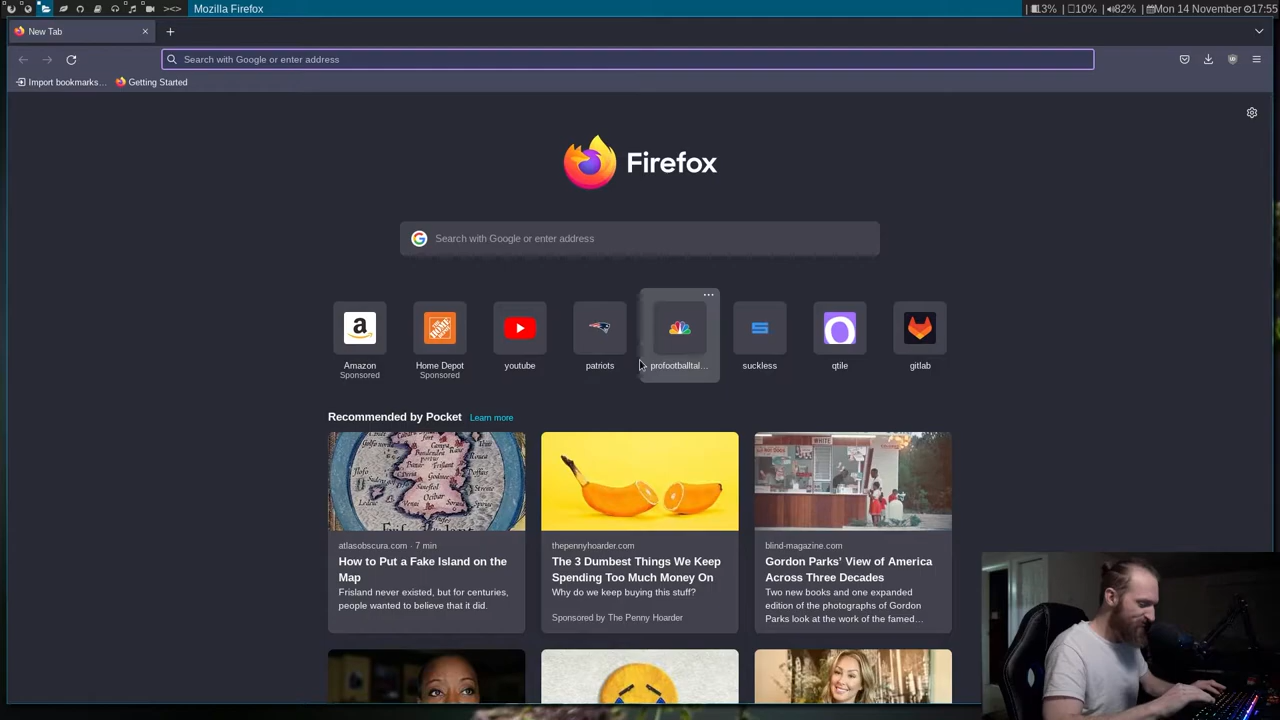 ><>
Mozilla Firefox
13%
10%
82%
Mon 14 November
17:55
New Tab
Search with Google or enter address
Import bookmarks...
Getting Started
Firefox
Search with Google or enter address
Amazon
Sponsored
Home Depot
Sponsored
youtube
patriots
profootballtal...
suckless
qtile
gitlab
Recommended by Pocket Learn more
atlasobscura.com · 7 min
How to Put a Fake Island on the
Map
Frisland never existed, but for centuries,
people wanted to believe that it did.
thepennyhoarder.com
The 3 Dumbest Things We Keep
Spending Too Much Money On
Why do we keep buying this stuff?
Sponsored by The Penny Hoarder
WHITE
blind-magazine.com
Gordon Parks' View of America
Across Three Decades
Two new books and one expanded
edition of the photographs of Gordon
Parks look at the work of the famed...